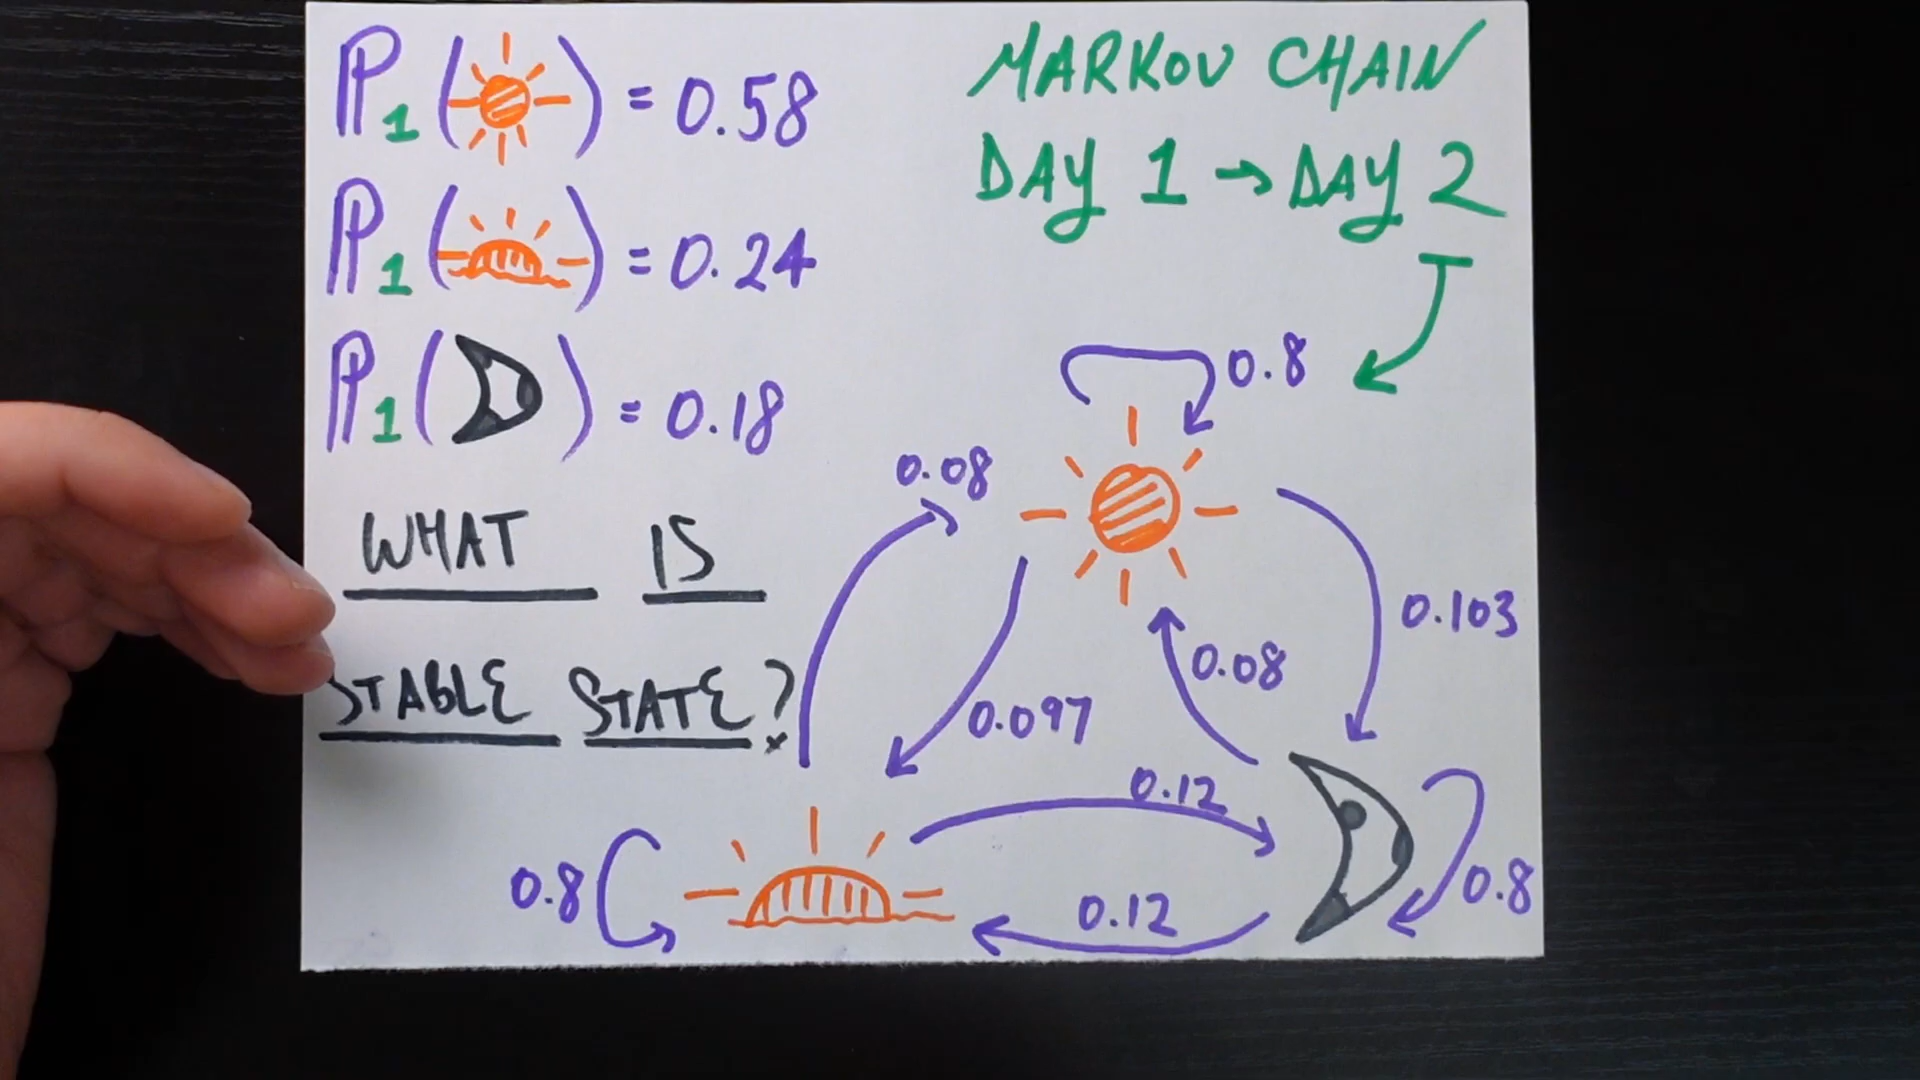 P1( ) = 0.58
P1( ) = 0.24
P1( ) = 0.18
WHAT IS
STABLE STATE?
MARKOV CHAIN
DAY 1 → DAY 2
0.8
0.08
0.103
0.08
0.097
0.12
0.8
0.12
0.8